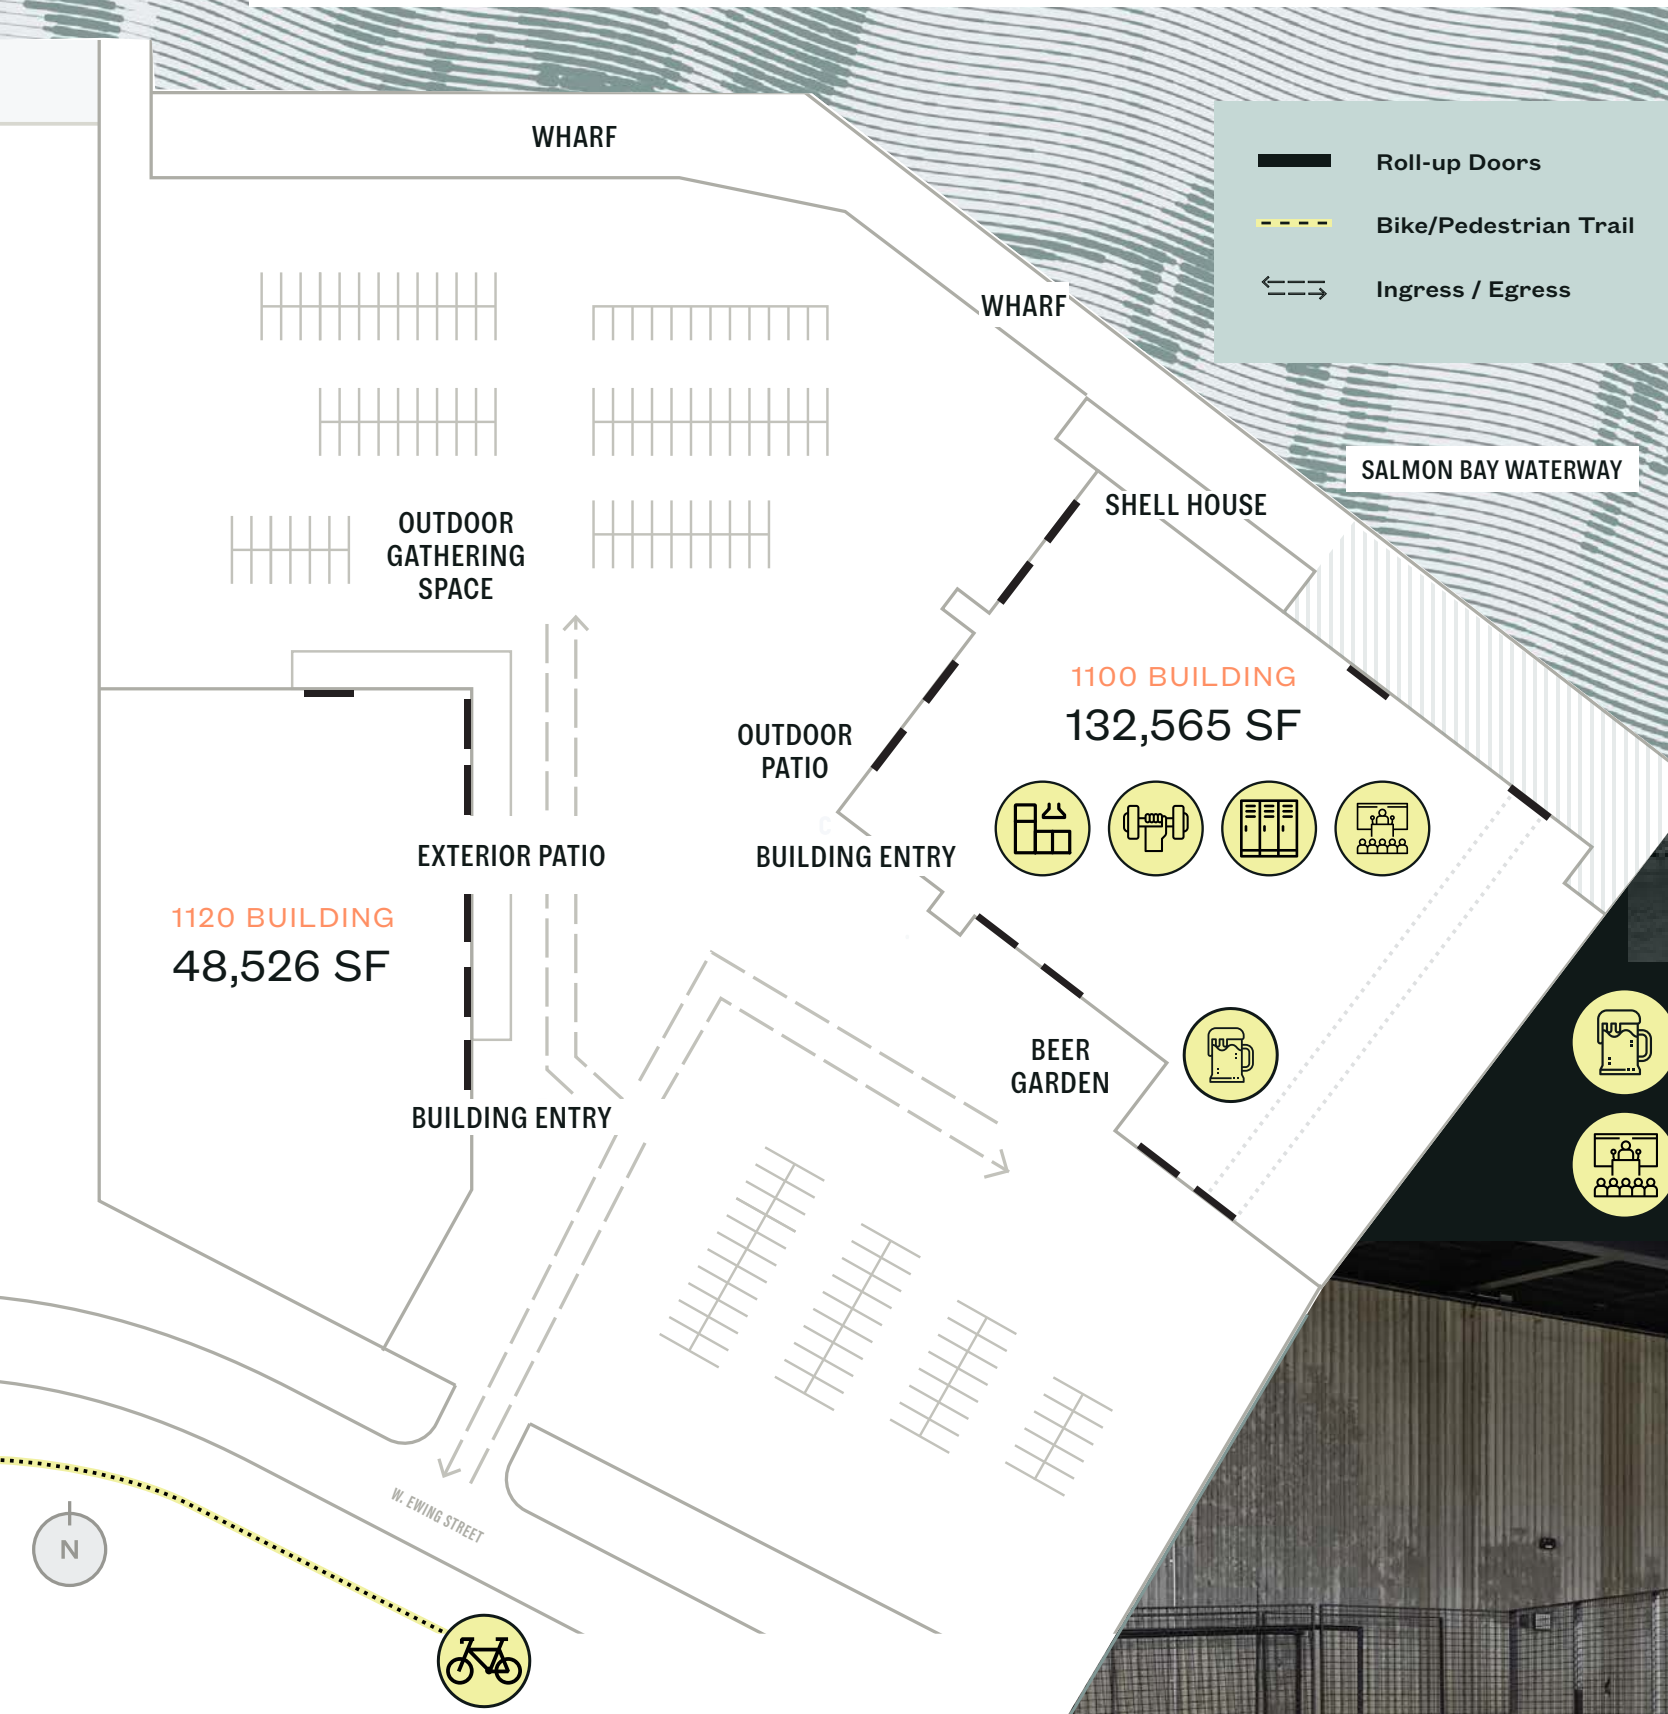 WHARF
Roll-up Doors
Bike/Pedestrian Trail
Ingress / Egress
WHARF
SALMON BAY WATERWAY
SHELL HOUSE
OUTDOOR
GATHERING
SPACE
1100 BUILDING
132,565 SF
OUTDOOR
PATIO
EXTERIOR PATIO
BUILDING ENTRY
1120 BUILDING
48,526 SF
BEER
GARDEN
BUILDING ENTRY
W. EWING STREET
N